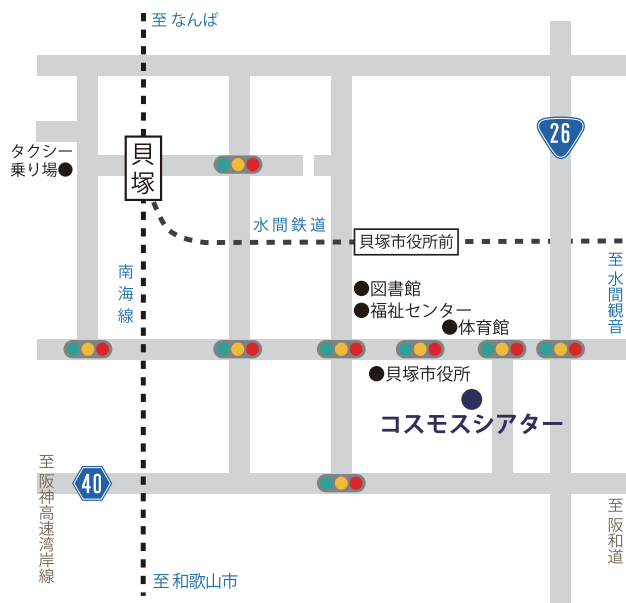 至 なんば
26
タクシー
乗り場
貝
塚
水間鉄道
貝塚市役所前
至
水
間
観
音
南
海
線
図書館
福祉センター
体育館
貝塚市役所
コスモスシアター
至
阪
神
高
速
湾
岸
線
40
至
阪
和
道
至 和歌山市